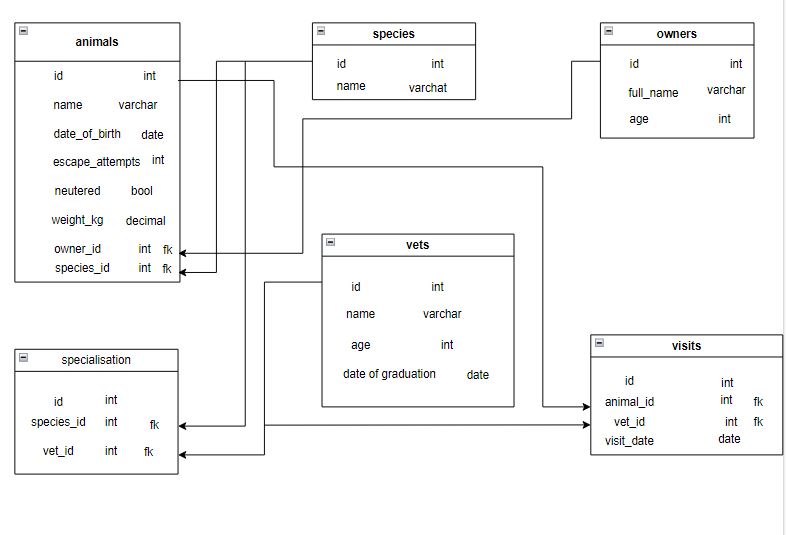 animals
id int
name varchar
date_of_birth date
escape_attempts int
neutered bool
weight_kg decimal
owner_id int fk
species_id int fk
species
id int
name varchat
owners
id int
full_name varchar
age int
vets
id int
name varchar
age int
date of graduation date
specialisation
id int
species_id int fk
vet_id int fk
visits
id int
animal_id int fk
vet_id int fk
visit_date date